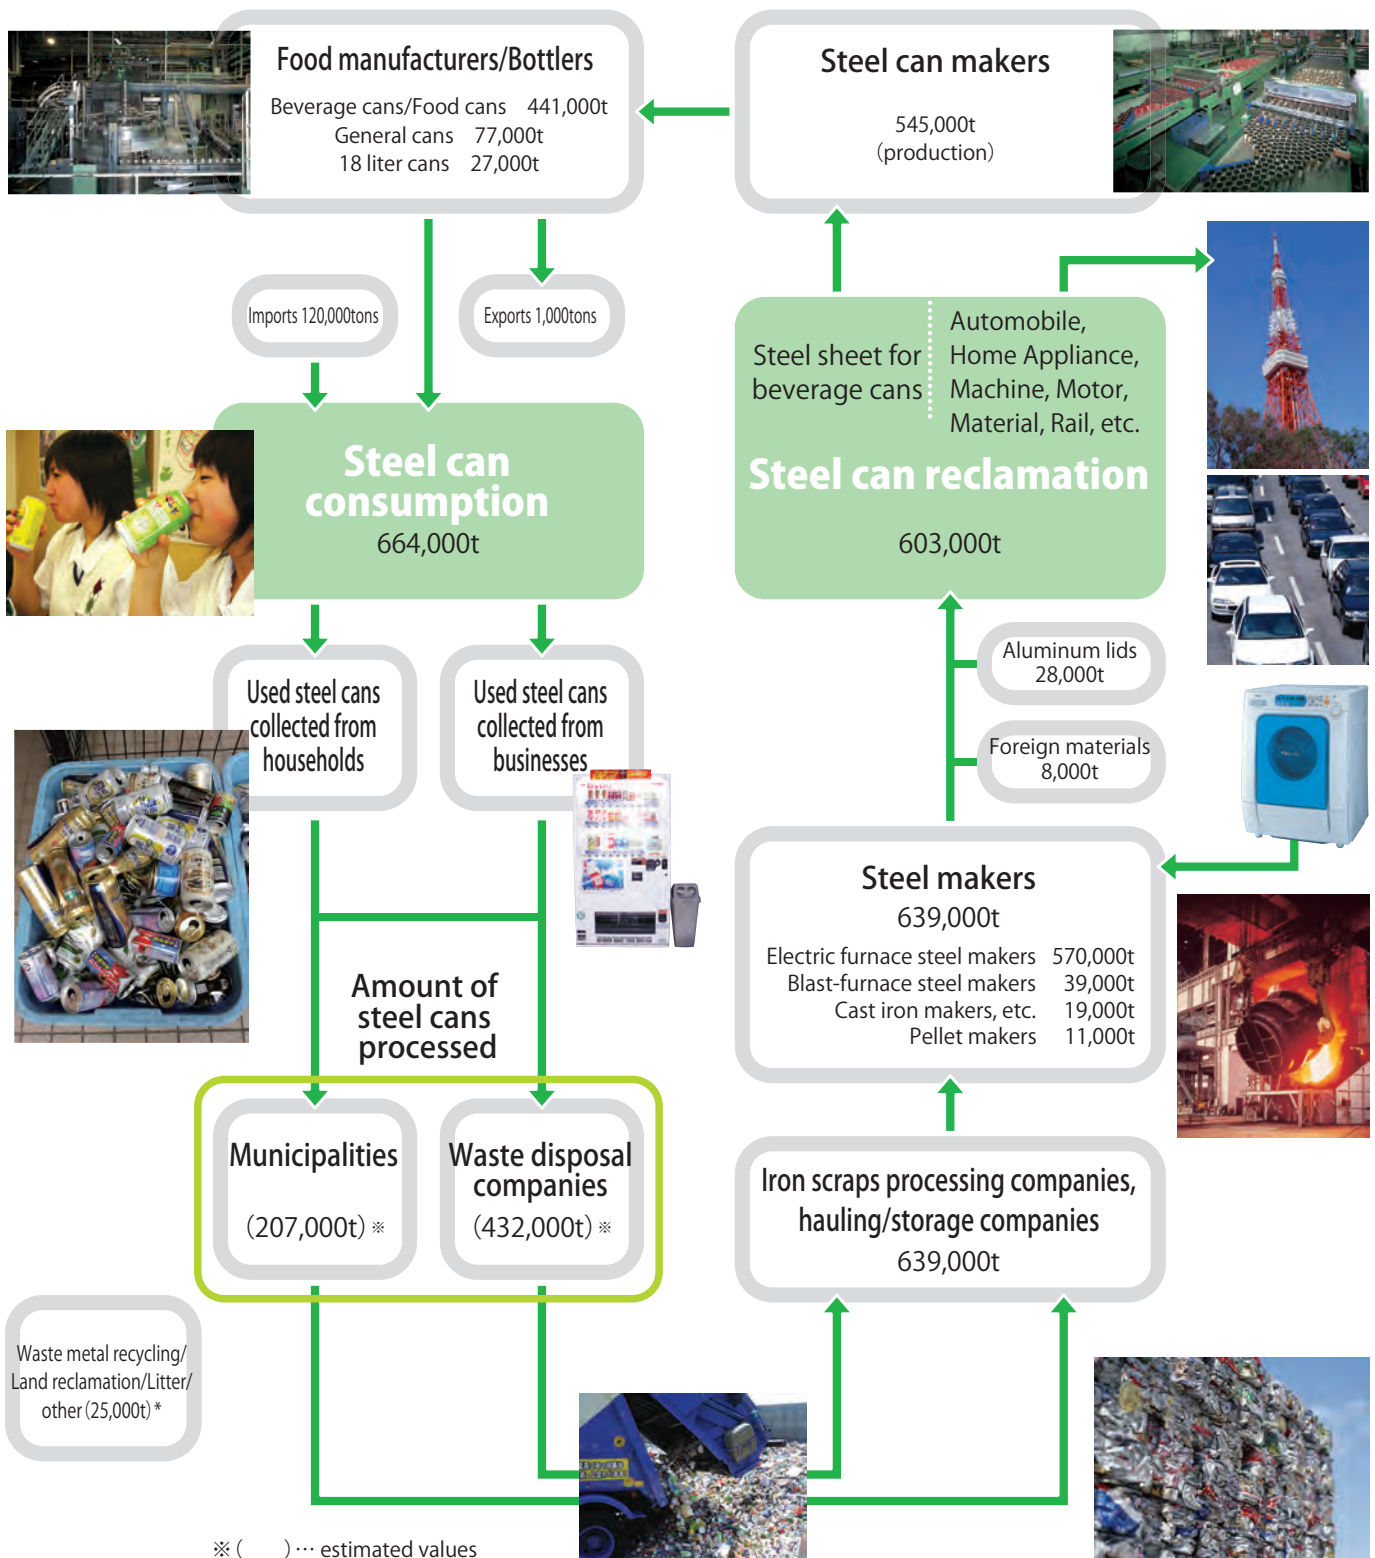 Food manufacturers/Bottlers
Beverage cans/Food cans 441,000t
General cans 77,000t
18 liter cans 27,000t
Steel can makers
545,000t
(production)
Imports 120,000tons
Exports 1,000tons
Steel can
consumption
664,000t
Steel sheet for
beverage cans
Automobile,
Home Appliance,
Machine, Motor,
Material, Rail, etc.
Steel can reclamation
603,000t
Used steel cans
collected from
households
Used steel cans
collected from
businesses
Aluminum lids
28,000t
Foreign materials
8,000t
Steel makers
639,000t
Electric furnace steel makers 570,000t
Blast-furnace steel makers 39,000t
Cast iron makers, etc. 19,000t
Pellet makers 11,000t
Amount of
steel cans
processed
Municipalities
(207,000t)※
Waste disposal
companies
(432,000t)※
Iron scraps processing companies,
hauling/storage companies
639,000t
Waste metal recycling/
Land reclamation/Litter/
other(25,000t)*
※( )… estimated values